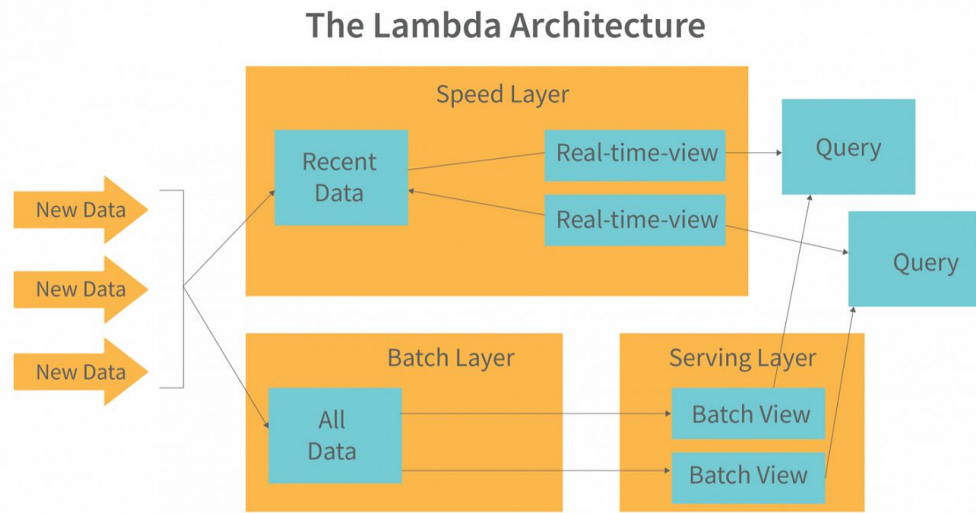 The Lambda Architecture
Speed Layer
Recent
Data
Real-time-view
Real-time-view
Query
Query
New Data
New Data
New Data
Batch Layer
All
Data
Serving Layer
Batch View
Batch View